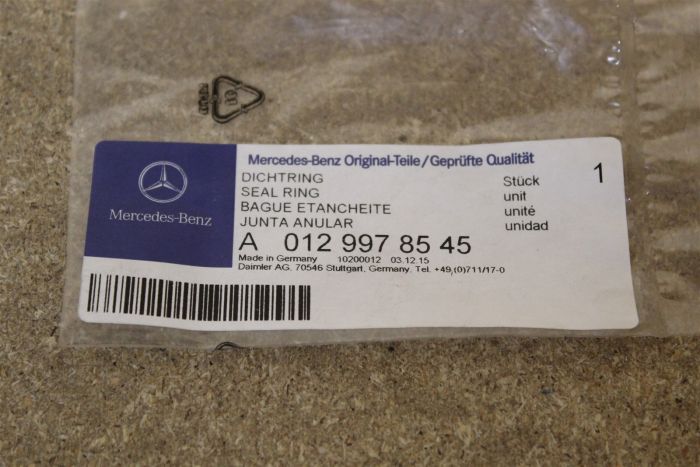 Mercedes-Benz
Mercedes-Benz Original-Teile/Geprüfte Qualität
DICHTRING
SEAL RING
BAGUE ETANCHEITE
JUNTA ANULAR
Stück
unit
unité
unidad
1
A 012 997 85 45
Made in Germany 10200012 03.12.15
Daimler AG, 70546 Stuttgart, Germany, Tel. +49,(0)711/17-0